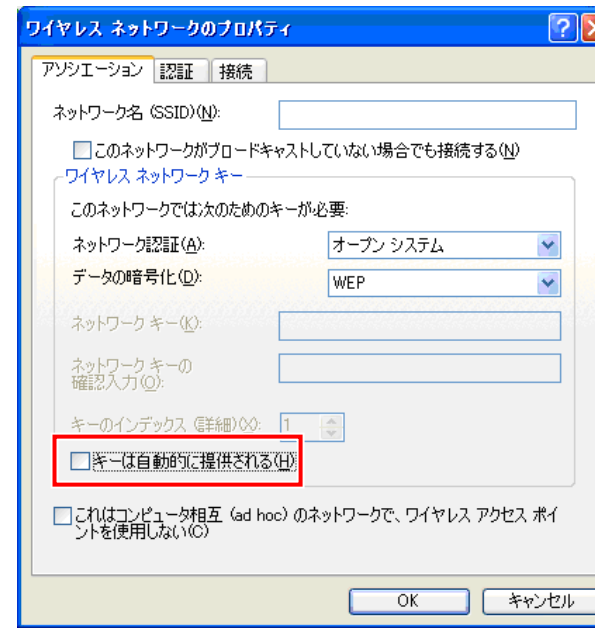 ワイヤレス ネットワークのプロパティ
アソシエーション 認証 接続
ネットワーク名 (SSID)(N):
このネットワークがブロードキャストしていない場合でも接続する(N)
ワイヤレス ネットワーク キー
このネットワークでは次のためのキーが必要:
ネットワーク認証(A): オープン システム
データの暗号化(D): WEP
ネットワーク キー(K):
ネットワーク キーの
確認入力(O):
キーのインデックス (詳細)(X): 1
キーは自動的に提供される(H)
これはコンピュータ相互 (ad hoc) のネットワークで、ワイヤレス アクセス ポイ
ントを使用しない(C)
OK キャンセル